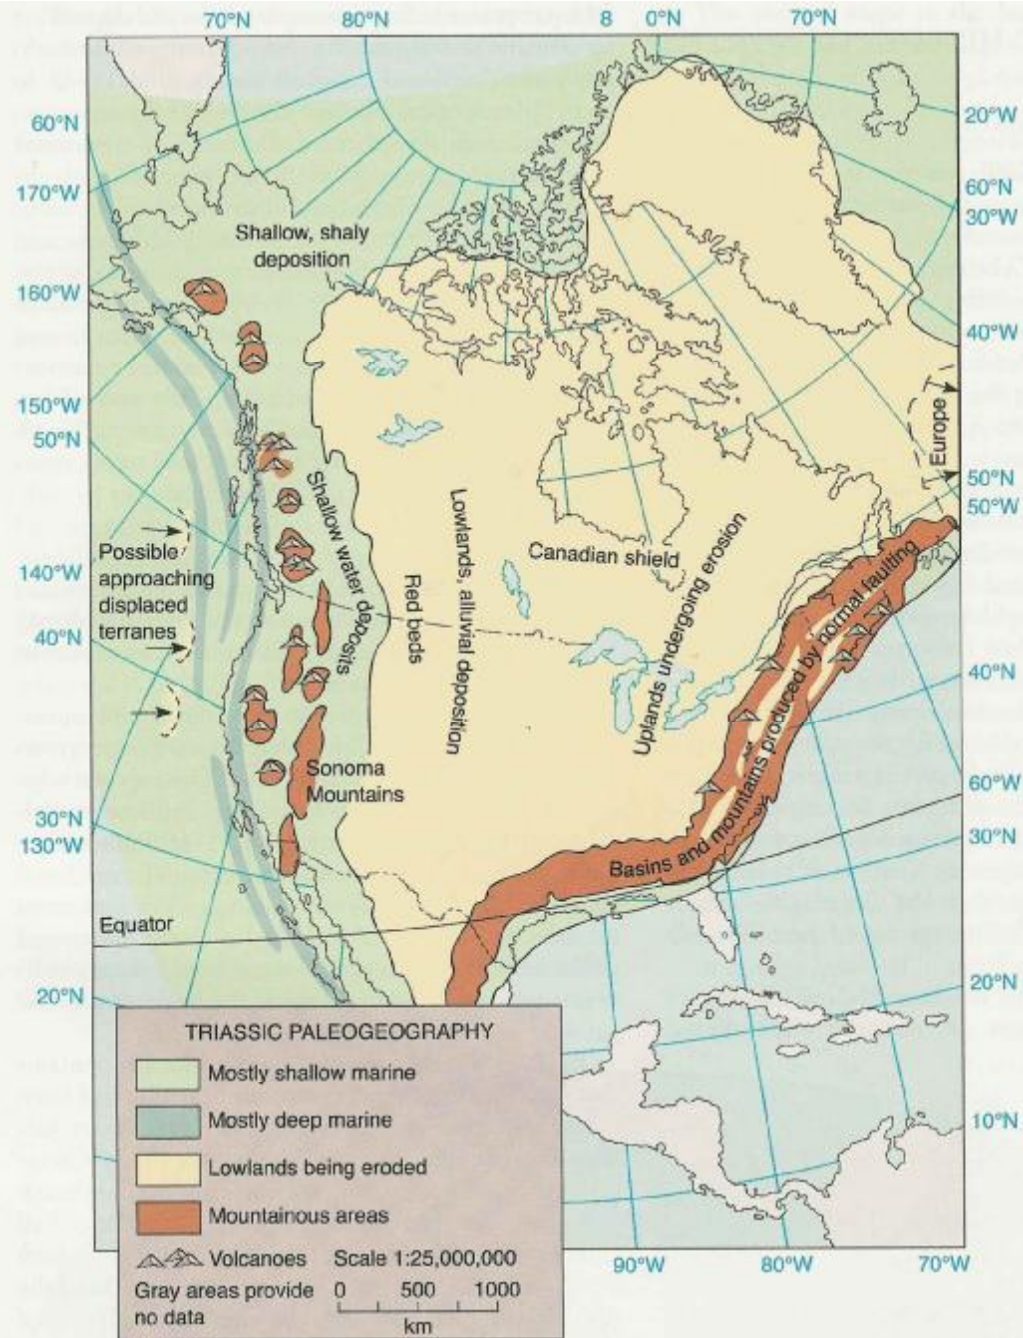 70°N
80°N
8
0°N
70°N
60°N
20°W
170°W
60°N
30°W
Shallow, shaly
deposition
160°W
40°W
150°W
50°N
Europe
50°N
50°W
Shallow water deposits
Red beds
Lowlands, alluvial deposition
Canadian shield
Uplands undergoing erosion
Possible
approaching
displaced
terranes
140°W
40°N
40°N
Basins and mountains produced by normal faulting
Sonoma
Mountains
60°W
30°N
130°W
30°N
Equator
20°N
20°N
TRIASSIC PALEOGEOGRAPHY
Mostly shallow marine
Mostly deep marine
Lowlands being eroded
Mountainous areas
Volcanoes Scale 1:25,000,000
Gray areas provide
no data
0 500 1000
km
10°N
90°W
80°W
70°W